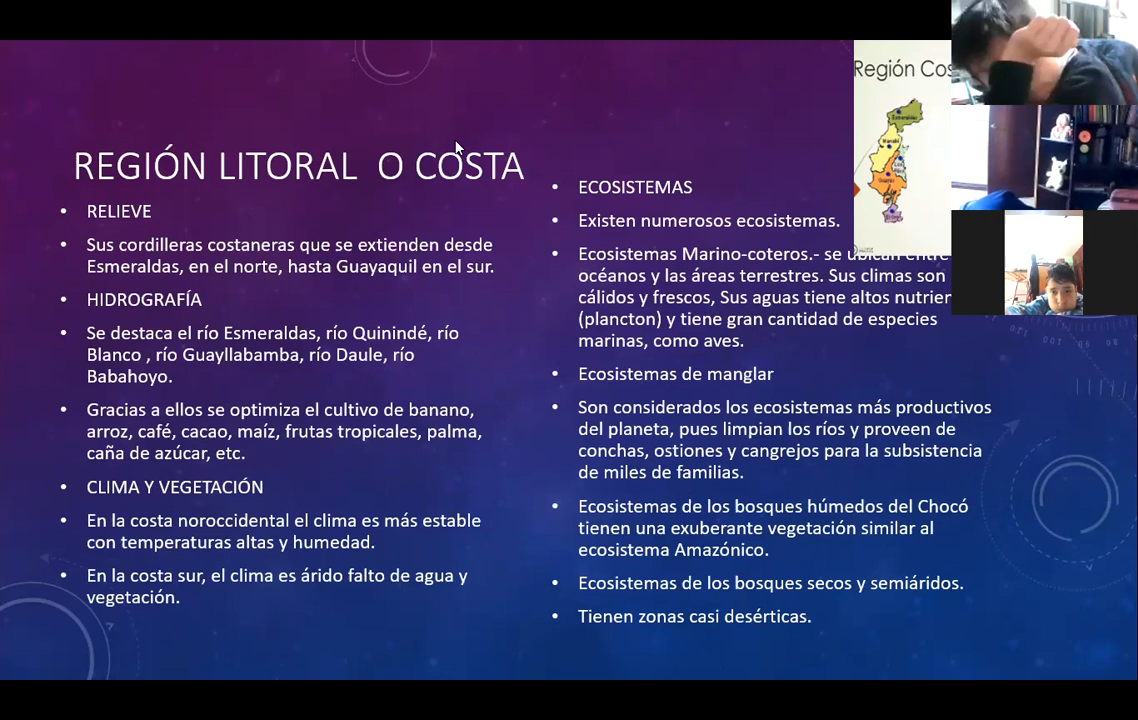 REGIÓN LITORAL  O COSTA
• RELIEVE
• Sus cordilleras costaneras que se extienden desde
Esmeraldas, en el norte, hasta Guayaquil en el sur.
• HIDROGRAFÍA
• Se destaca el río Esmeraldas, río Quinindé, río
Blanco , río Guayllabamba, río Daule, río
Babahoyo.
• Gracias a ellos se optimiza el cultivo de banano,
arroz, café, cacao, maíz, frutas tropicales, palma,
caña de azúcar, etc.
• CLIMA Y VEGETACIÓN
• En la costa noroccidental el clima es más estable
con temperaturas altas y humedad.
• En la costa sur, el clima es árido falto de agua y
vegetación.
• ECOSISTEMAS
• Existen numerosos ecosistemas.
• Ecosistemas Marino-coteros.- se ubican entre
océanos y las áreas terrestres. Sus climas son
cálidos y frescos, Sus aguas tiene altos nutrien
(plancton) y tiene gran cantidad de especies
marinas, como aves.
• Ecosistemas de manglar
• Son considerados los ecosistemas más productivos
del planeta, pues limpian los ríos y proveen de
conchas, ostiones y cangrejos para la subsistencia
de miles de familias.
• Ecosistemas de los bosques húmedos del Chocó
tienen una exuberante vegetación similar al
ecosistema Amazónico.
• Ecosistemas de los bosques secos y semiáridos.
• Tienen zonas casi desérticas.
Región Cos
Esmeraldas
Manabí
Guayas